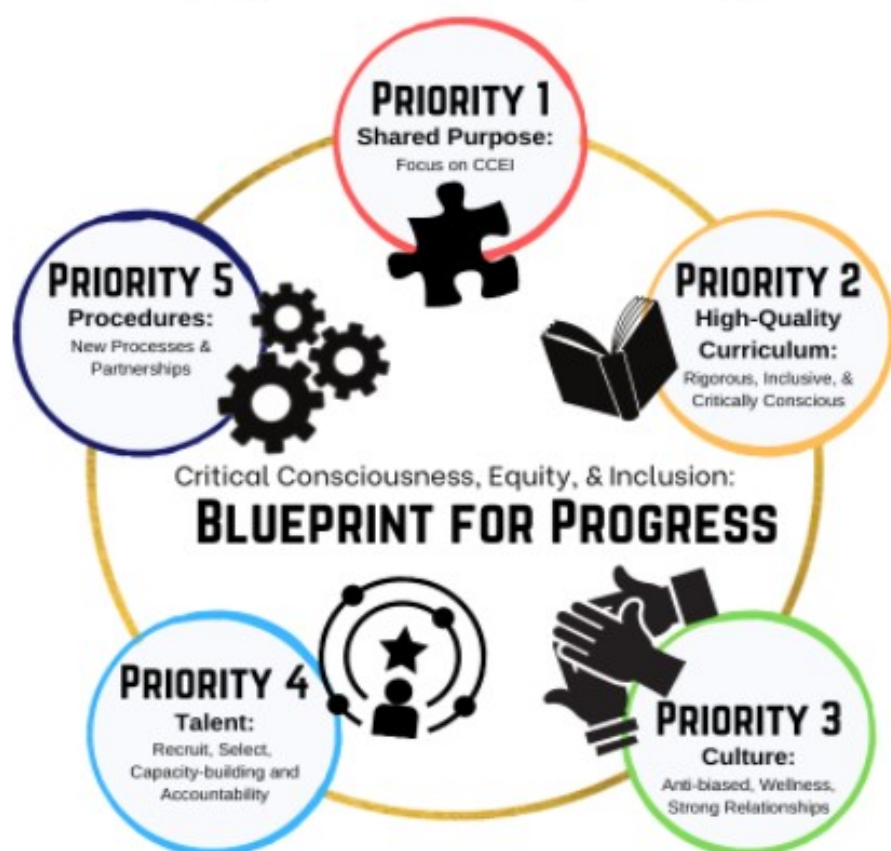 PRIORITY 1
Shared Purpose:
Focus on CCEI
PRIORITY 2
High-Quality
Curriculum:
Rigorous, Inclusive, &
Critically Conscious
PRIORITY 5
Procedures:
New Processes &
Partnerships
Critical Consciousness, Equity, & Inclusion:
BLUEPRINT FOR PROGRESS
PRIORITY 4
Talent:
Recruit, Select,
Capacity-building and
Accountability
PRIORITY 3
Culture:
Anti-biased, Wellness,
Strong Relationships